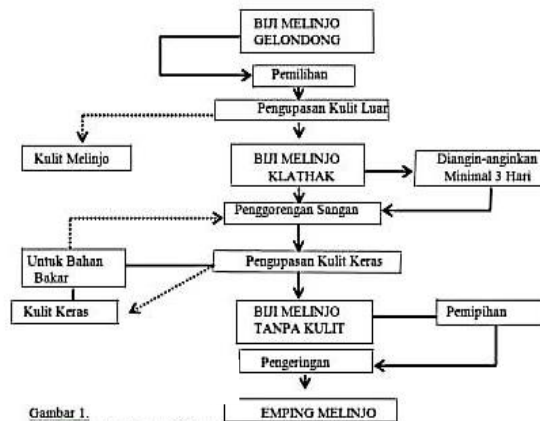 BIJI MELINJO
GELONDONG
Pemilihan
Pengupasan Kulit Luar
Kulit Melinjo
BIJI MELINJO
KLATHAK
Diangin-anginkan
Minimal 3 Hari
Penggorengan Sangan
Untuk Bahan
Bakar
Pengupasan Kulit Keras
Kulit Keras
BIJI MELINJO
TANPA KULIT
Pemipihan
Pengeringan
Gambar 1.
EMPING MELINJO